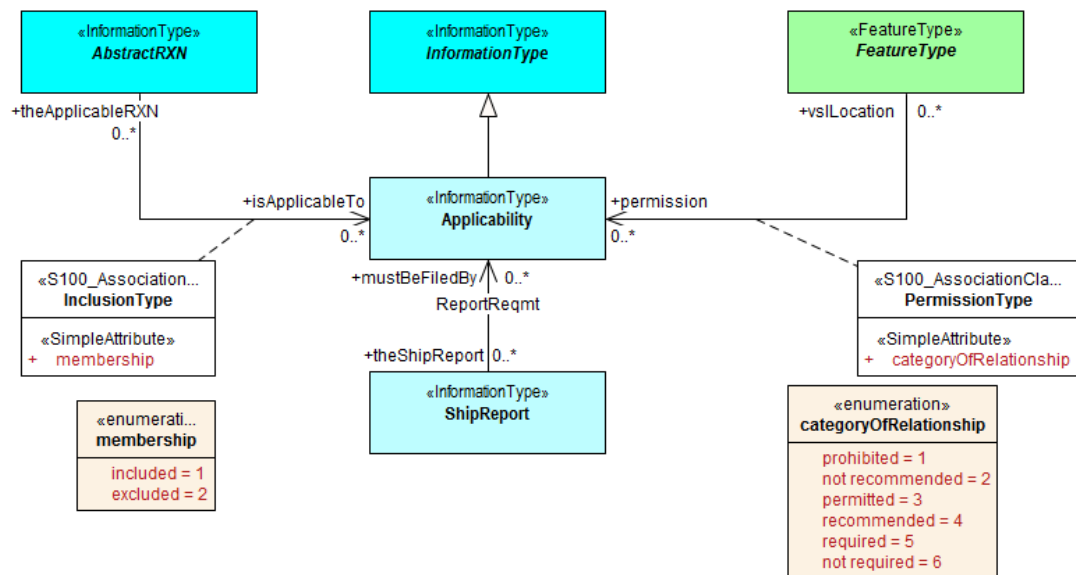 «InformationType»
AbstractRXN
«InformationType»
InformationType
«FeatureType»
FeatureType
+theApplicableRXN
0..*
+vslLocation
0..*
+isApplicableTo
0..*
«InformationType»
Applicability
+permission
0..*
«S100_Association...
InclusionType
«SimpleAttribute»
+ membership
+mustBeFiledBy
0..*
ReportReqmt
+theShipReport
0..*
«S100_AssociationCla...
PermissionType
«SimpleAttribute»
+ categoryOfRelationship
«InformationType»
ShipReport
«enumerati...
membership
included = 1
excluded = 2
«enumeration»
categoryOfRelationship
prohibited = 1
not recommended = 2
permitted = 3
recommended = 4
required = 5
not required = 6